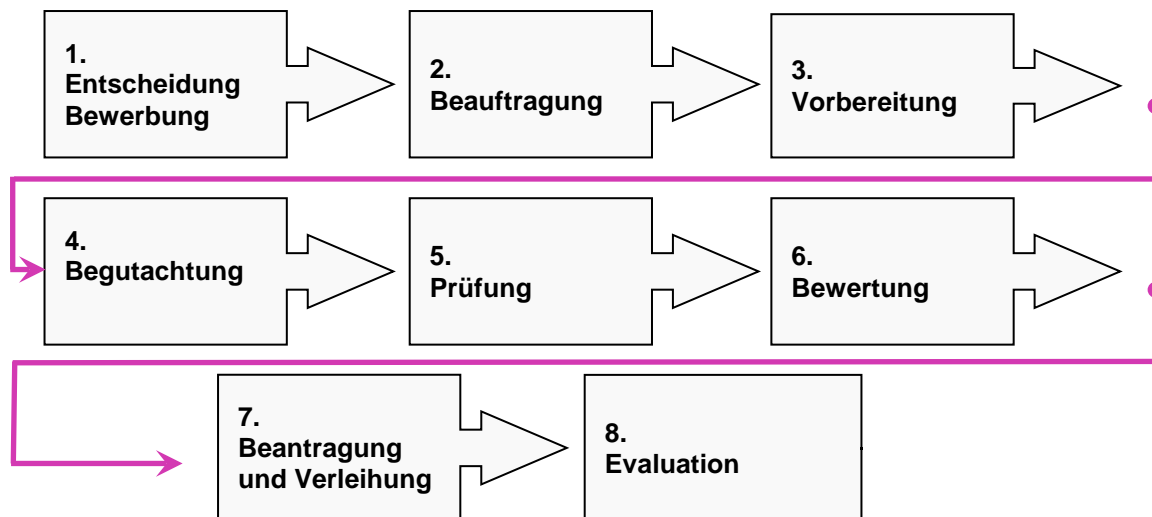 1.
Entscheidung
Bewerbung
2.
Beauftragung
3.
Vorbereitung
4.
Begutachtung
5.
Prüfung
6.
Bewertung
7.
Beantragung
und Verleihung
8.
Evaluation